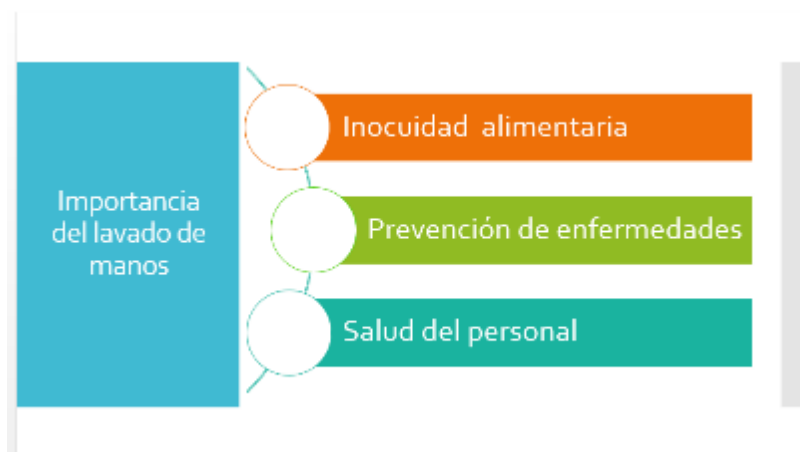 Importancia
del lavado de
manos
Inocuidad alimentaria
Prevención de enfermedades
Salud del personal